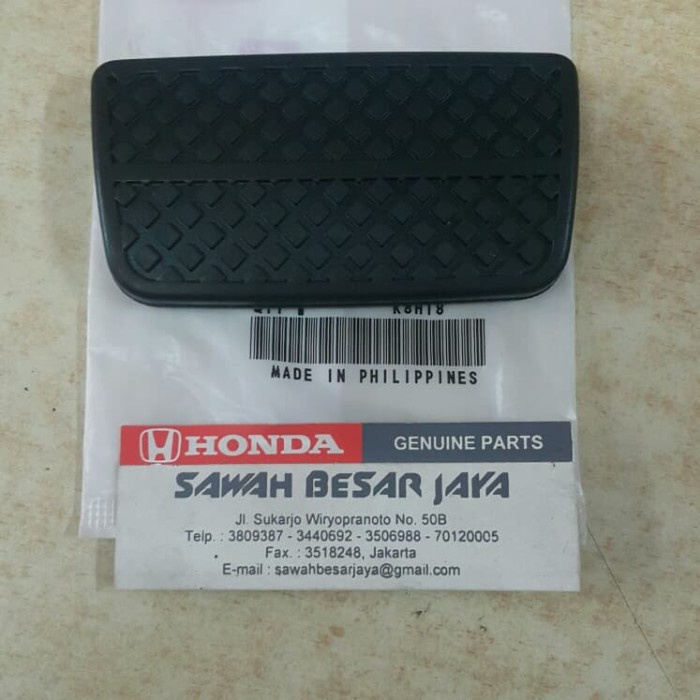 K8H18
MADE IN PHILIPPINES
HONDA GENUINE PARTS
SAWAH BESAR JAYA
Jl. Sukarjo Wiryopranoto No. 50B
Telp. : 3809387 - 3440692 - 3506988 - 70120005
Fax. : 3518248, Jakarta
E-mail : sawahbesarjaya@gmail.com